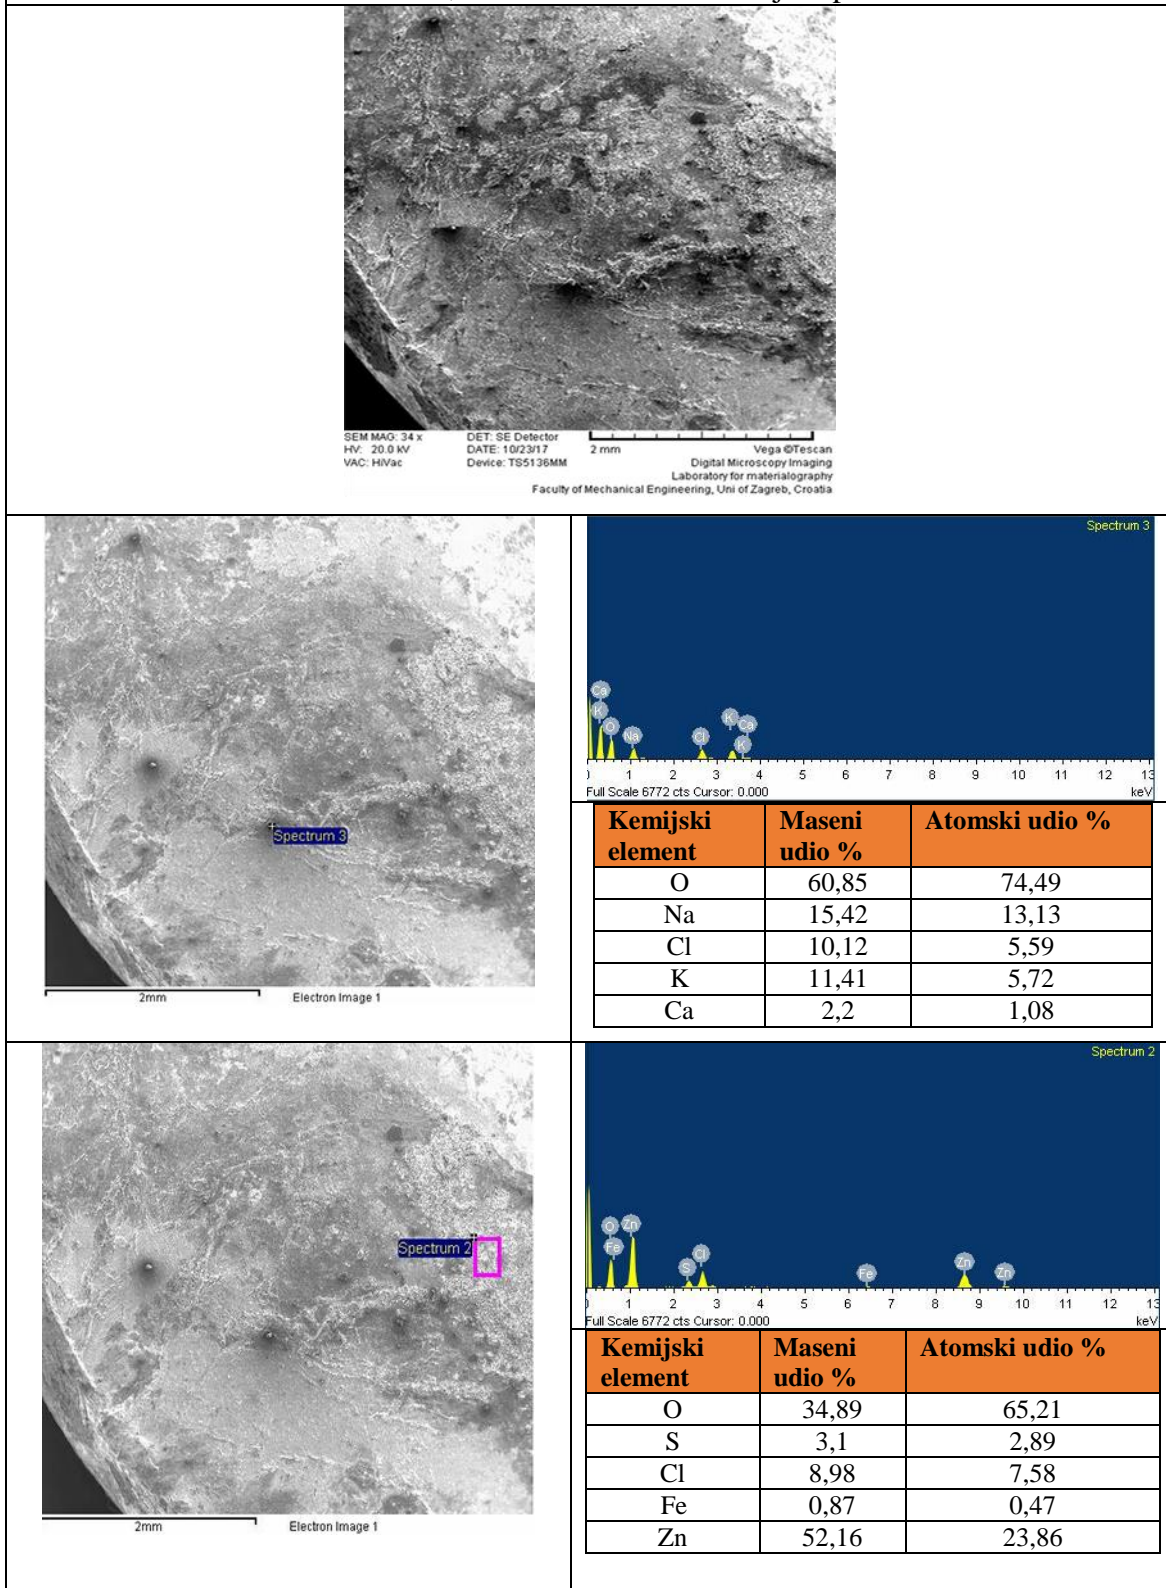 SEM MAG: 34 x DET: SE Detector
HV: 20.0 kV DATE: 10/23/17 2 mm Vega ©Tescan
VAC: HiVac Device: TS5136MM Digital Microscopy Imaging
Laboratory for materialography
Faculty of Mechanical Engineering, Uni of Zagreb, Croatia
Spectrum 3
2mm Electron Image 1
Spectrum 3
Ca
K
O
Na
Cl
K
Ca
K
0 1 2 3 4 5 6 7 8 9 10 11 12 13
Full Scale 6772 cts Cursor: 0.000 keV
Kemijski element Maseni udio % Atomski udio %
O 60,85 74,49
Na 15,42 13,13
Cl 10,12 5,59
K 11,41 5,72
Ca 2,2 1,08
Spectrum 2
2mm Electron Image 1
Spectrum 2
O
Zn
Fe
S
Cl
Fe
Zn
Zn
0 1 2 3 4 5 6 7 8 9 10 11 12 13
Full Scale 6772 cts Cursor: 0.000 keV
Kemijski element Maseni udio % Atomski udio %
O 34,89 65,21
S 3,1 2,89
Cl 8,98 7,58
Fe 0,87 0,47
Zn 52,16 23,86